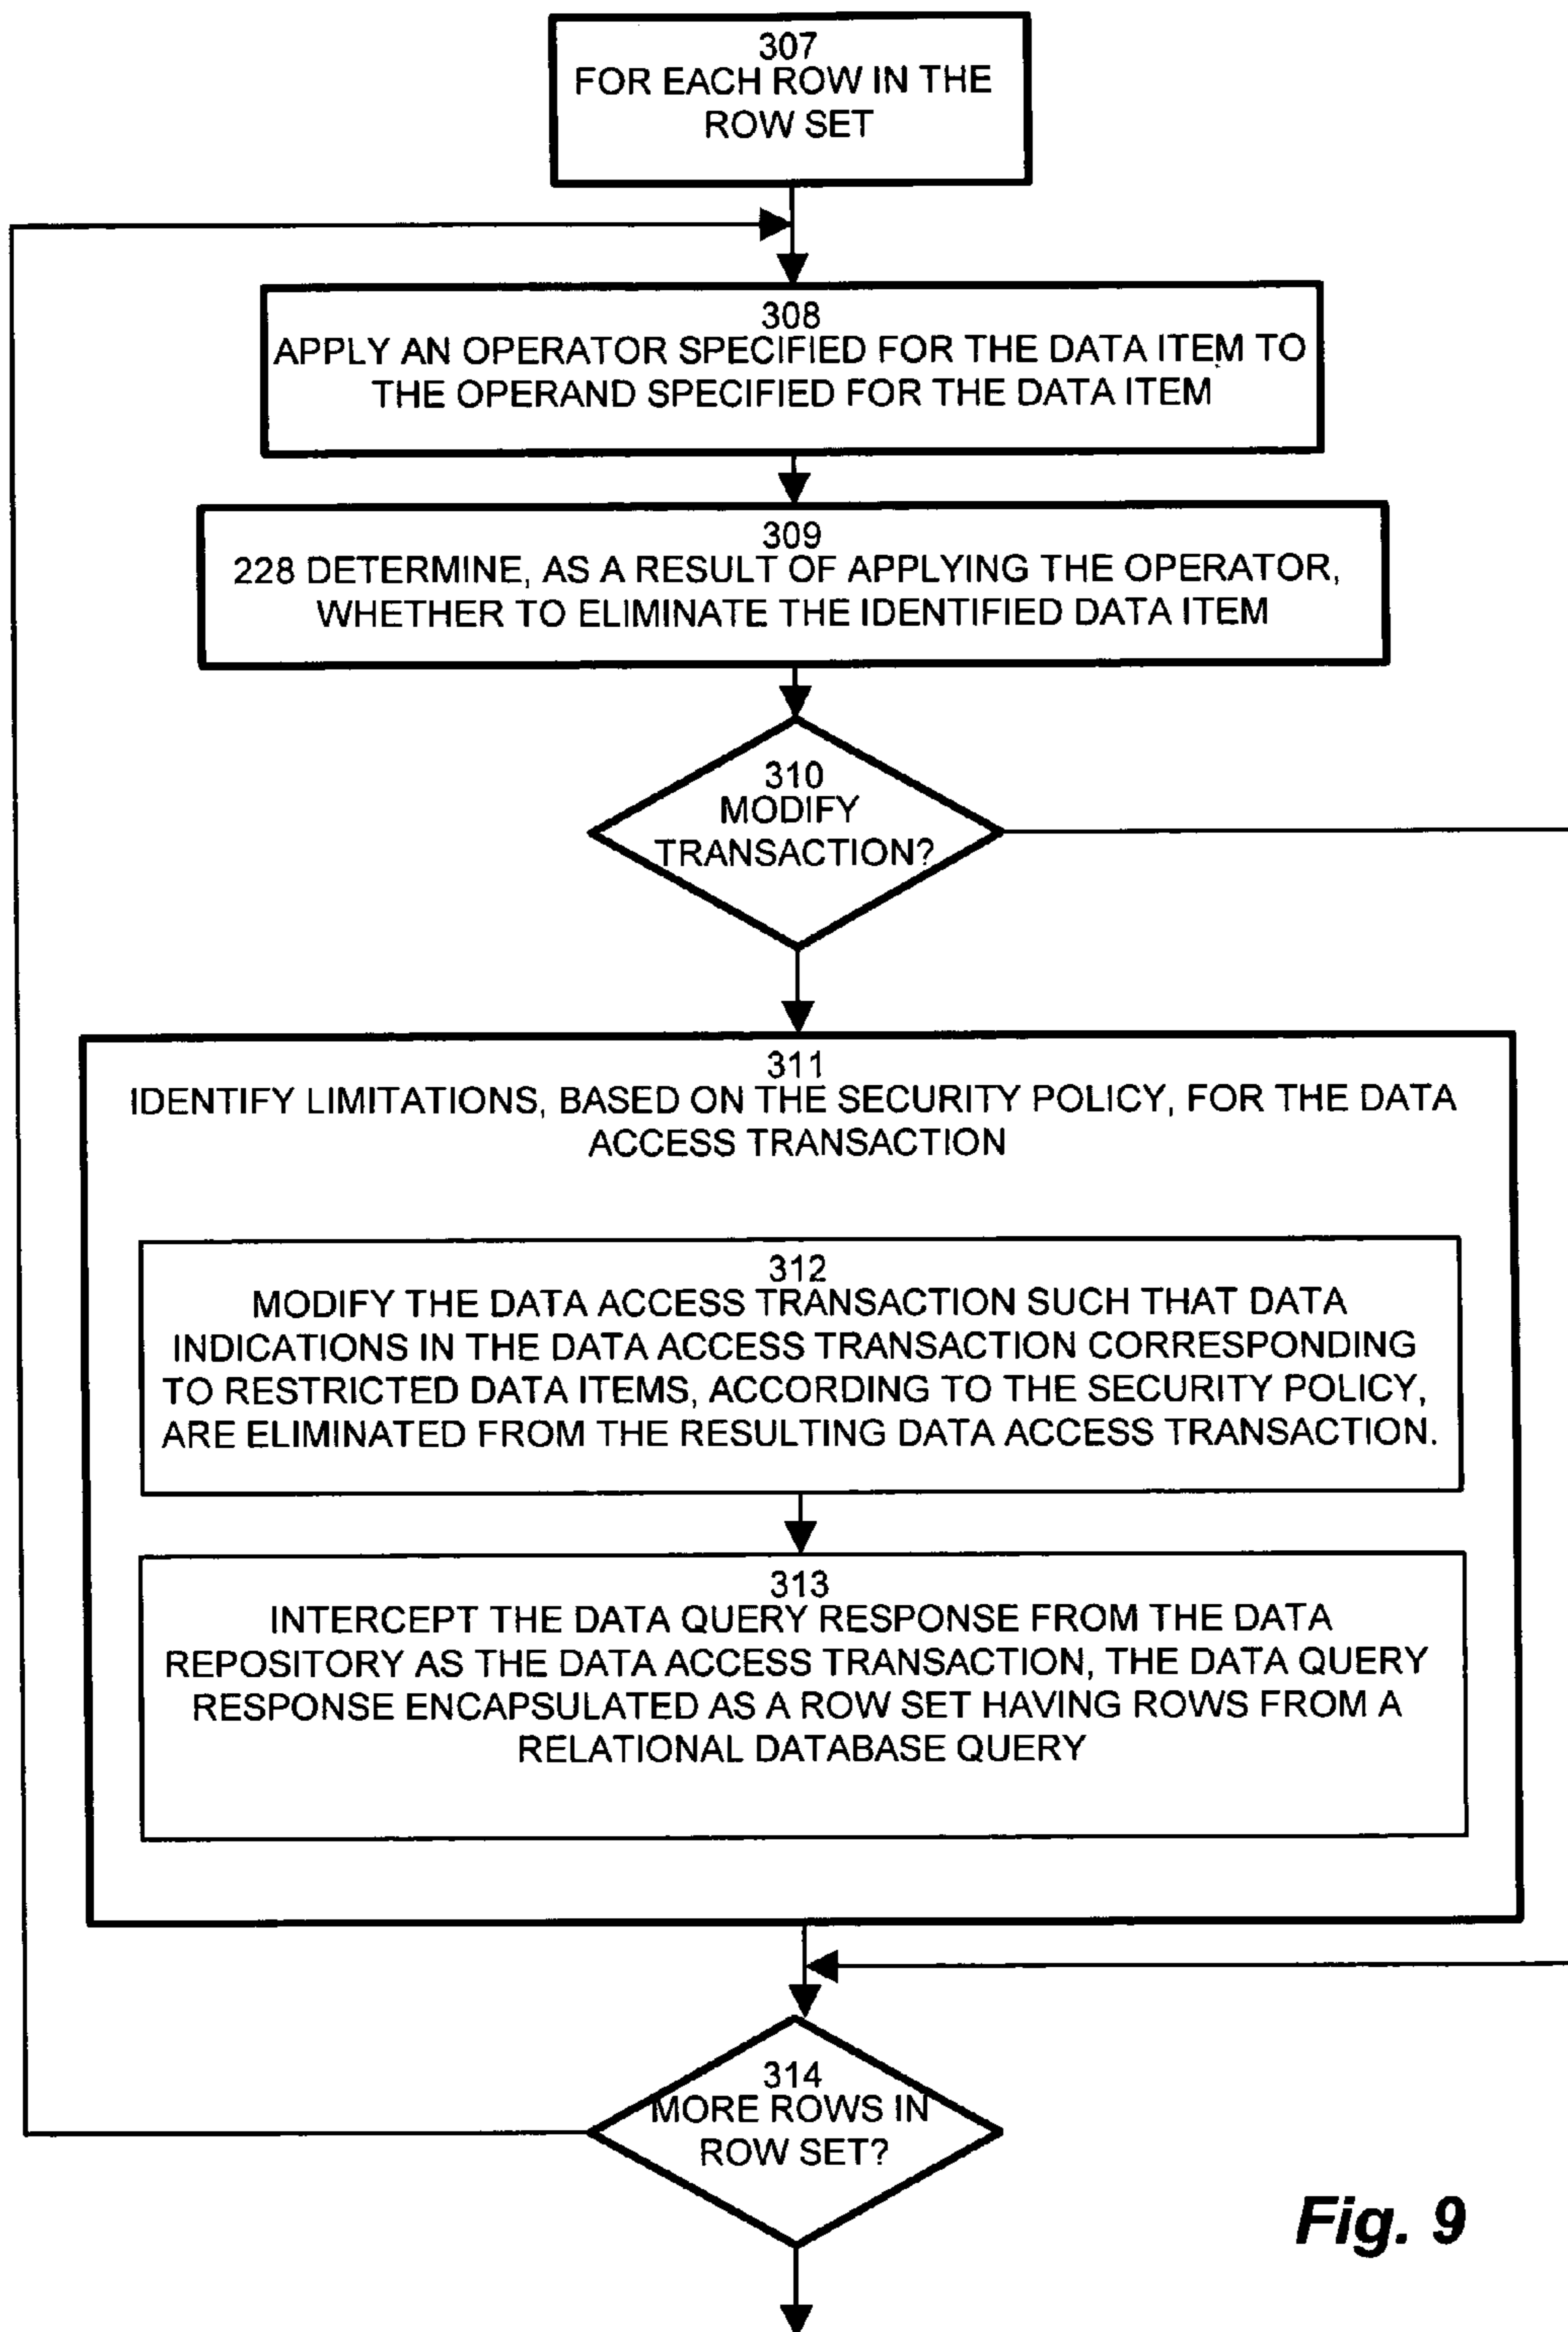 307
FOR EACH ROW IN THE
ROW SET
308
APPLY AN OPERATOR SPECIFIED FOR THE DATA ITEM TO
THE OPERAND SPECIFIED FOR THE DATA ITEM
309
228 DETERMINE, AS A RESULT OF APPLYING THE OPERATOR,
WHETHER TO ELIMINATE THE IDENTIFIED DATA ITEM
310
MODIFY
TRANSACTION?
311
IDENTIFY LIMITATIONS, BASED ON THE SECURITY POLICY, FOR THE DATA
ACCESS TRANSACTION
312
MODIFY THE DATA ACCESS TRANSACTION SUCH THAT DATA
INDICATIONS IN THE DATA ACCESS TRANSACTION CORRESPONDING
TO RESTRICTED DATA ITEMS, ACCORDING TO THE SECURITY POLICY,
ARE ELIMINATED FROM THE RESULTING DATA ACCESS TRANSACTION.
313
INTERCEPT THE DATA QUERY RESPONSE FROM THE DATA
REPOSITORY AS THE DATA ACCESS TRANSACTION, THE DATA QUERY
RESPONSE ENCAPSULATED AS A ROW SET HAVING ROWS FROM A
RELATIONAL DATABASE QUERY
314
MORE ROWS IN
ROW SET?
Fig. 9